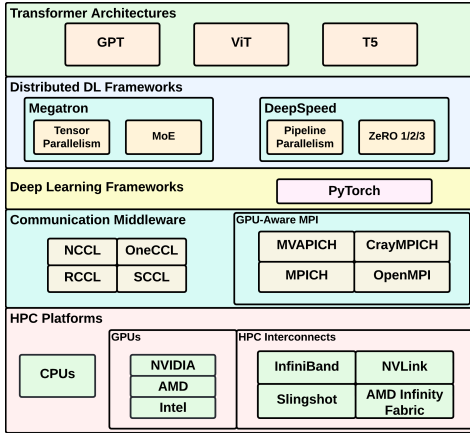 Transformer Architectures
GPT
ViT
T5
Distributed DL Frameworks
Megatron
Tensor
Parallelism
MoE
DeepSpeed
Pipeline
Parallelism
ZeRO 1/2/3
Deep Learning Frameworks
PyTorch
Communication Middleware
NCCL
OneCCL
RCCL
SCCL
GPU-Aware MPI
MVAPICH
CrayMPICH
MPICH
OpenMPI
HPC Platforms
CPUs
GPUs
NVIDIA
AMD
Intel
HPC Interconnects
InfiniBand
NVLink
Slingshot
AMD Infinity
Fabric